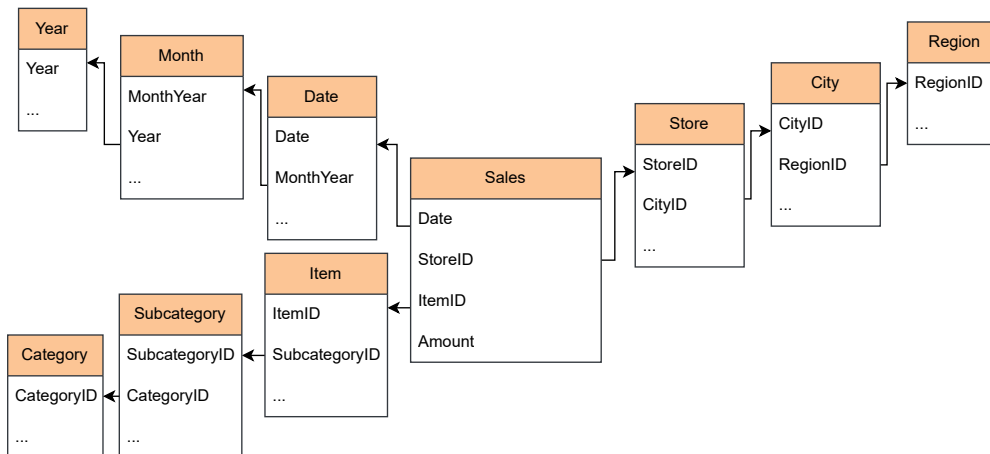 Year
Year
...
Month
MonthYear
Year
...
Date
Date
MonthYear
...
Sales
Date
StoreID
ItemID
Amount
Store
StoreID
CityID
...
City
CityID
RegionID
...
Region
RegionID
...
Item
ItemID
SubcategoryID
...
Subcategory
SubcategoryID
CategoryID
...
Category
CategoryID
...